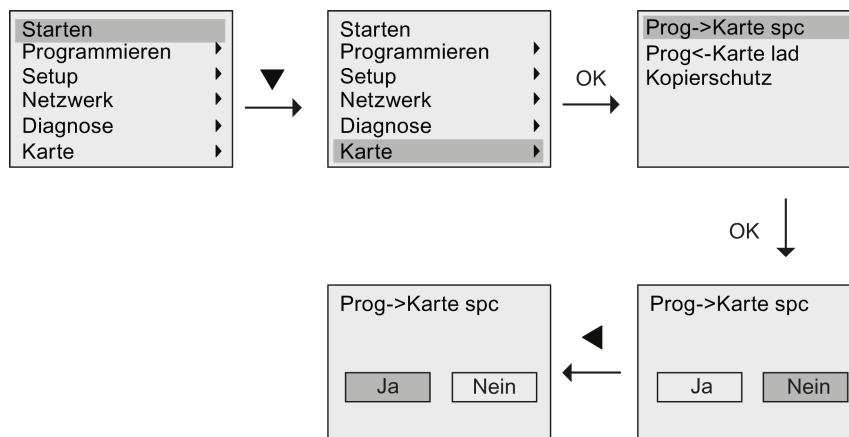 Starten
Programmieren
Setup
Netzwerk
Diagnose
Karte
Starten
Programmieren
Setup
Netzwerk
Diagnose
Karte
OK
Prog->Karte spc
Prog<-Karte lad
Kopierschutz
OK
Prog->Karte spc
Ja Nein
Prog->Karte spc
Ja Nein